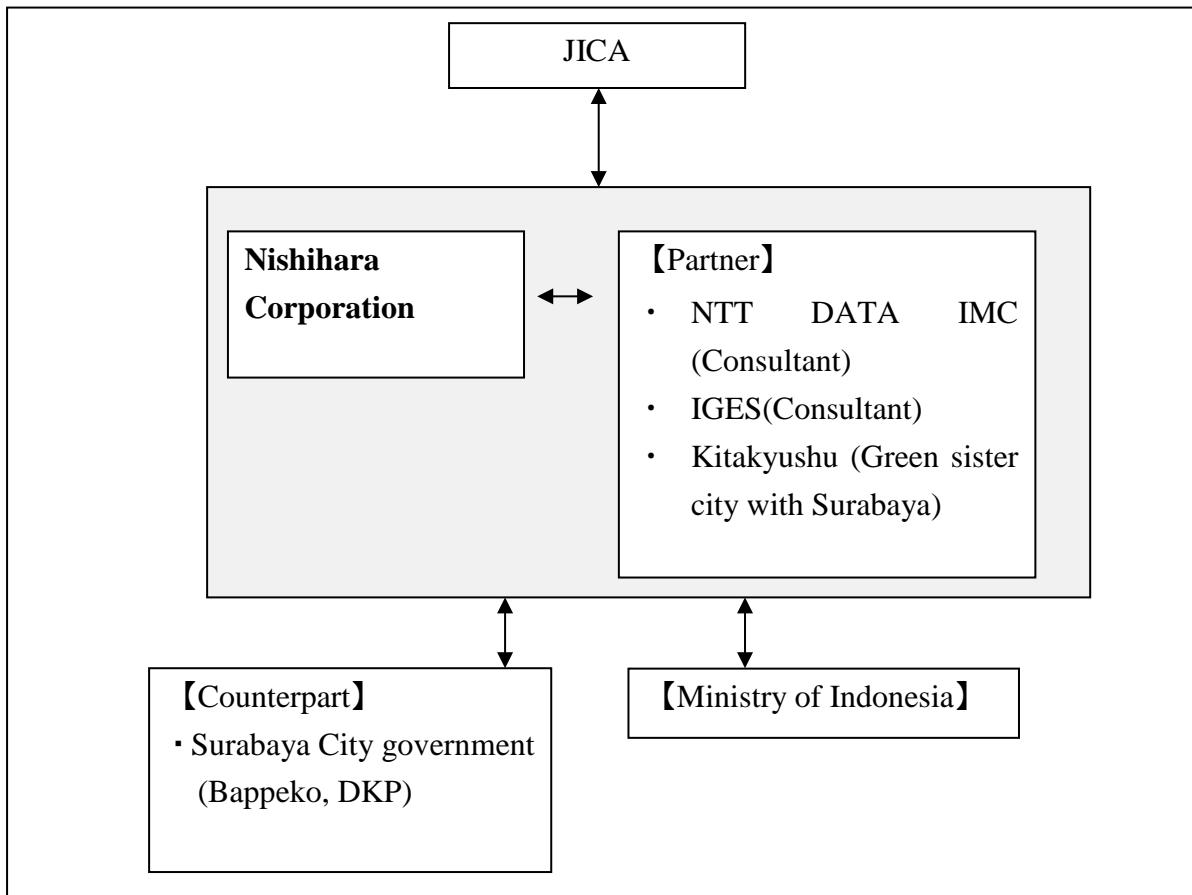 JICA
Nishihara
Corporation
【Partner】
・ NTT DATA IMC
(Consultant)
・ IGES(Consultant)
・ Kitakyushu (Green sister
city with Surabaya)
【Counterpart】
・Surabaya City government
(Bappeko, DKP)
【Ministry of Indonesia】